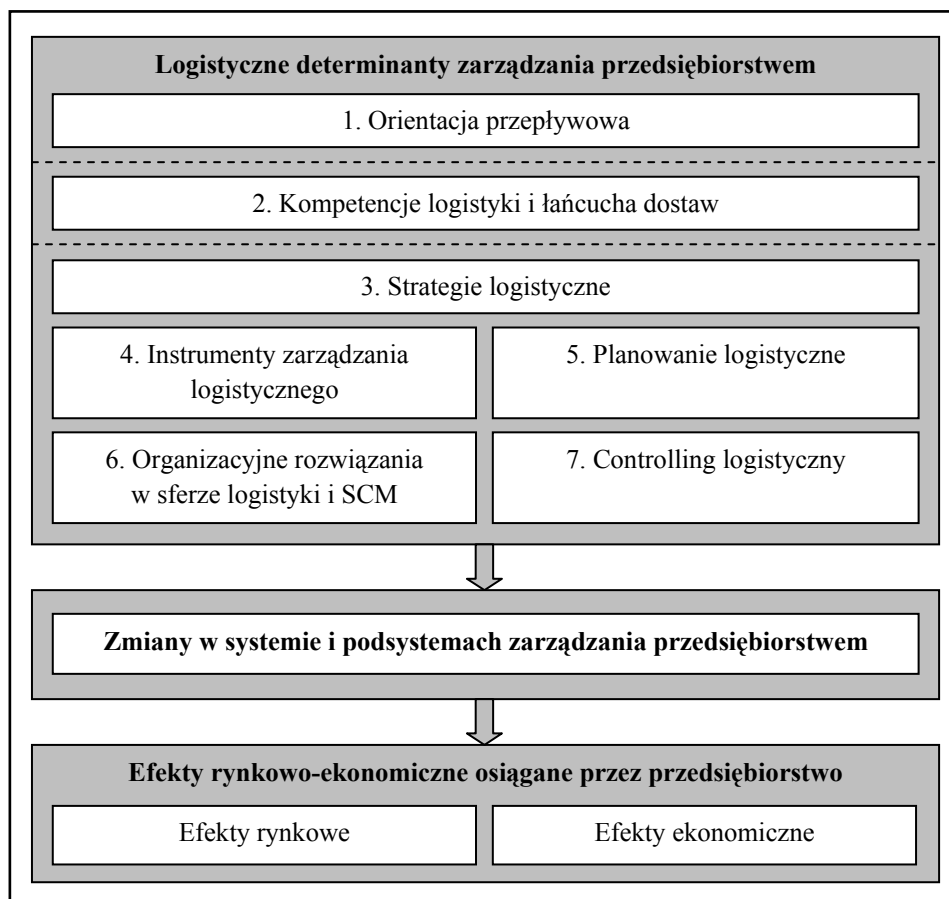 Logistyczne determinanty zarządzania przedsiębiorstwem
1. Orientacja przepływowa
2. Kompetencje logistyki i łańcucha dostaw
3. Strategie logistyczne
4. Instrumenty zarządzania
logistycznego
5. Planowanie logistyczne
6. Organizacyjne rozwiązania
w sferze logistyki i SCM
7. Controlling logistyczny
Zmiany w systemie i podsystemach zarządzania przedsiębiorstwem
Efekty rynkowo-ekonomiczne osiągane przez przedsiębiorstwo
Efekty rynkowe
Efekty ekonomiczne